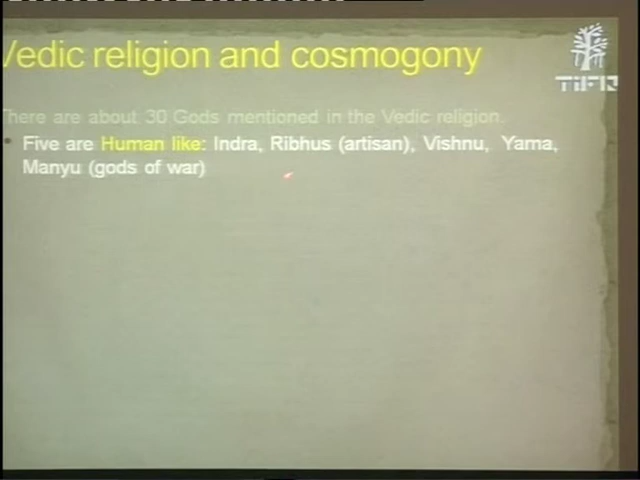 Vedic religion and cosmogony
TIFR
There are about 30 Gods mentioned in the Vedic religion.
• Five are Human like: Indra, Ribhus (artisan), Vishnu, Yama,
Manyu (gods of war)